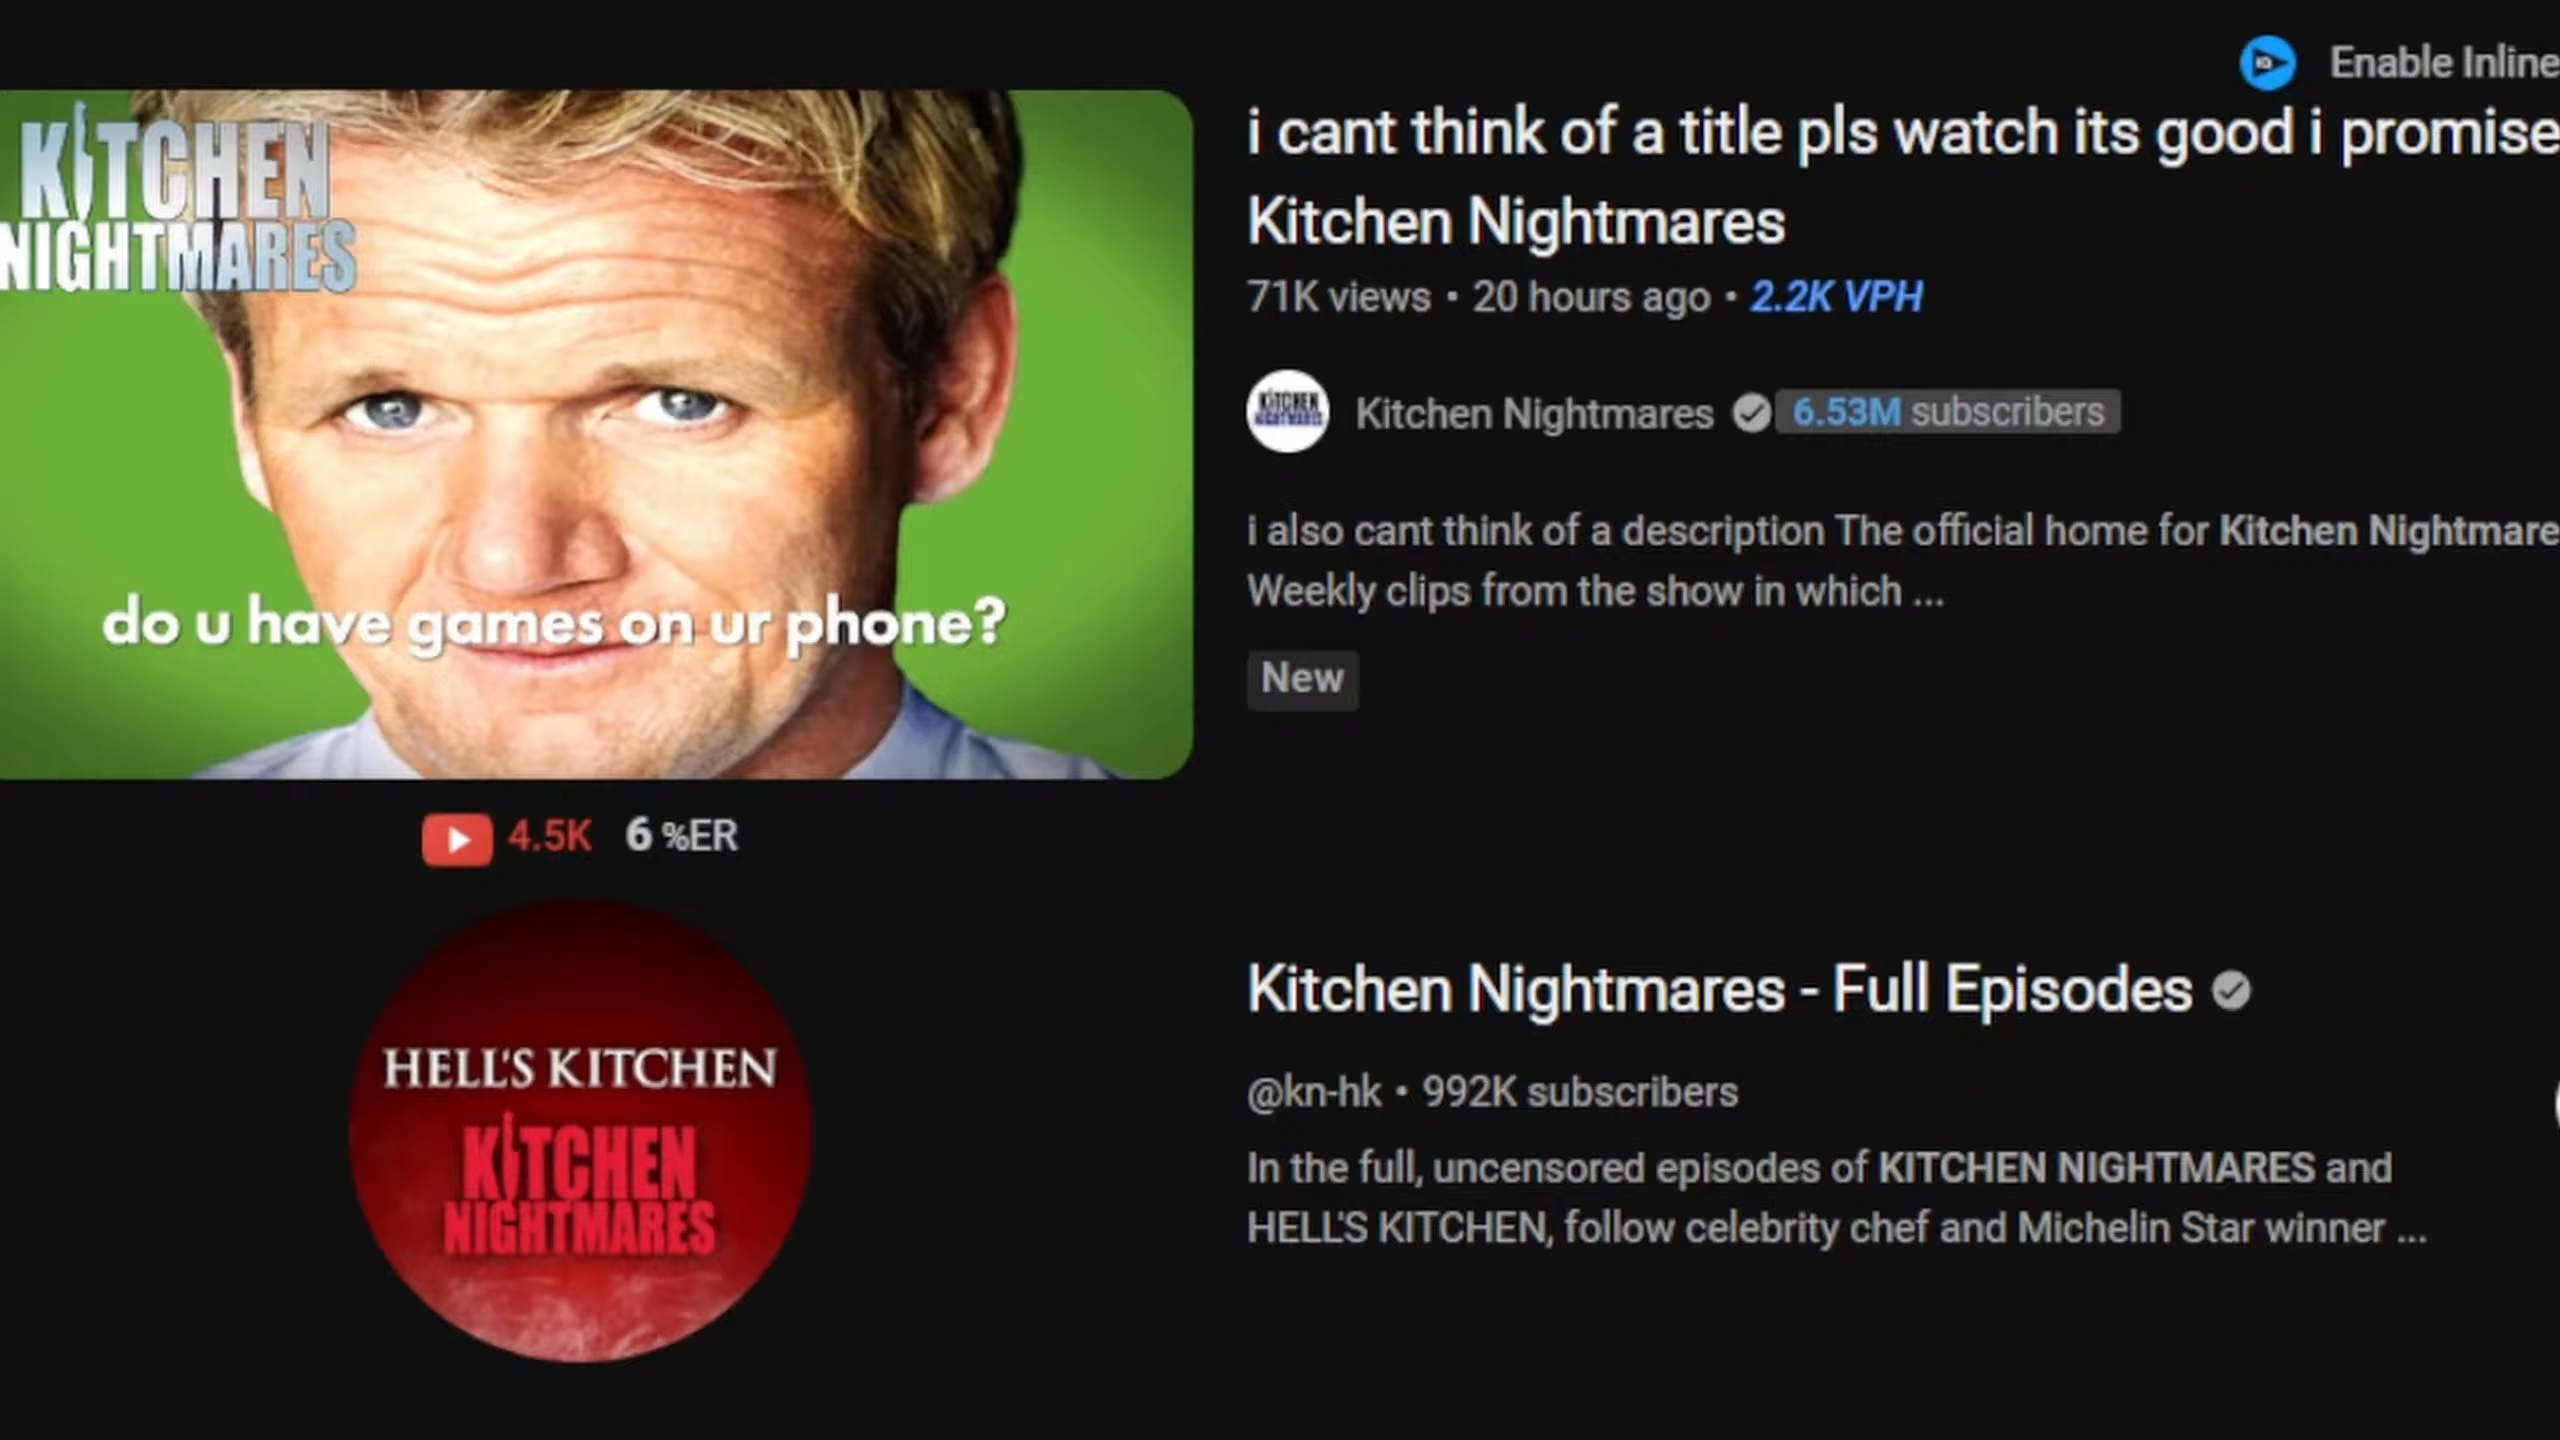 Enable Inline
KITCHEN
NIGHTMARES
do u have games on ur phone?
i cant think of a title pls watch its good i promise
Kitchen Nightmares
71K views • 20 hours ago • 2.2K VPH
KITCHEN
NIGHTMARES
Kitchen Nightmares 6.53M subscribers
i also cant think of a description The official home for Kitchen Nightmare
Weekly clips from the show in which ...
New
4.5K 6 %ER
HELL'S KITCHEN
KITCHEN
NIGHTMARES
Kitchen Nightmares - Full Episodes
@kn-hk • 992K subscribers
In the full, uncensored episodes of KITCHEN NIGHTMARES and
HELL'S KITCHEN, follow celebrity chef and Michelin Star winner ...